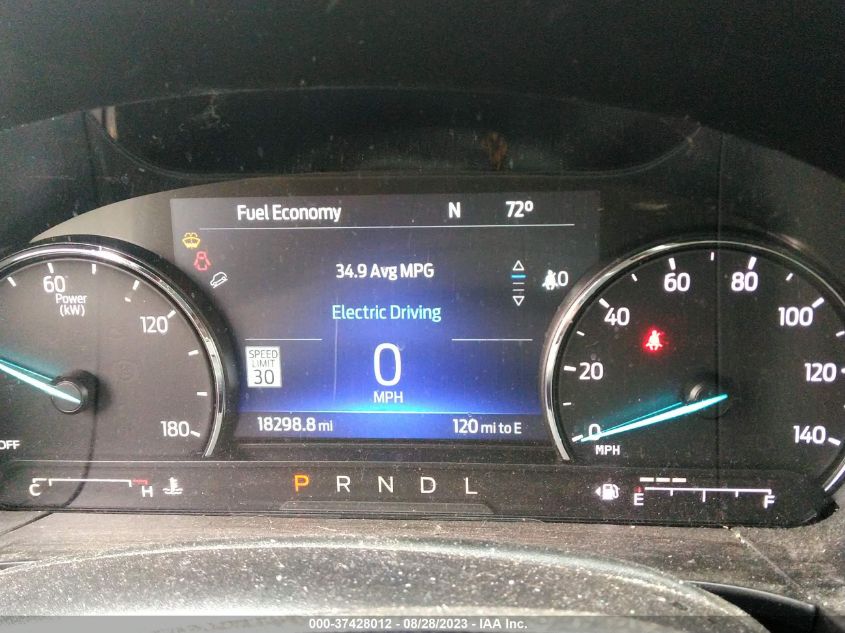 Fuel Economy N 72°
34.9 Avg MPG
Electric Driving
SPEED
LIMIT
30
0
MPH
18298.8 mi 120 mi to E
60
Power
(kW)
120
180
OFF
0
20
40
60
80
100
120
140
MPH
C H
P R N D L
E F
000-37428012 - 08/28/2023 - IAA Inc.